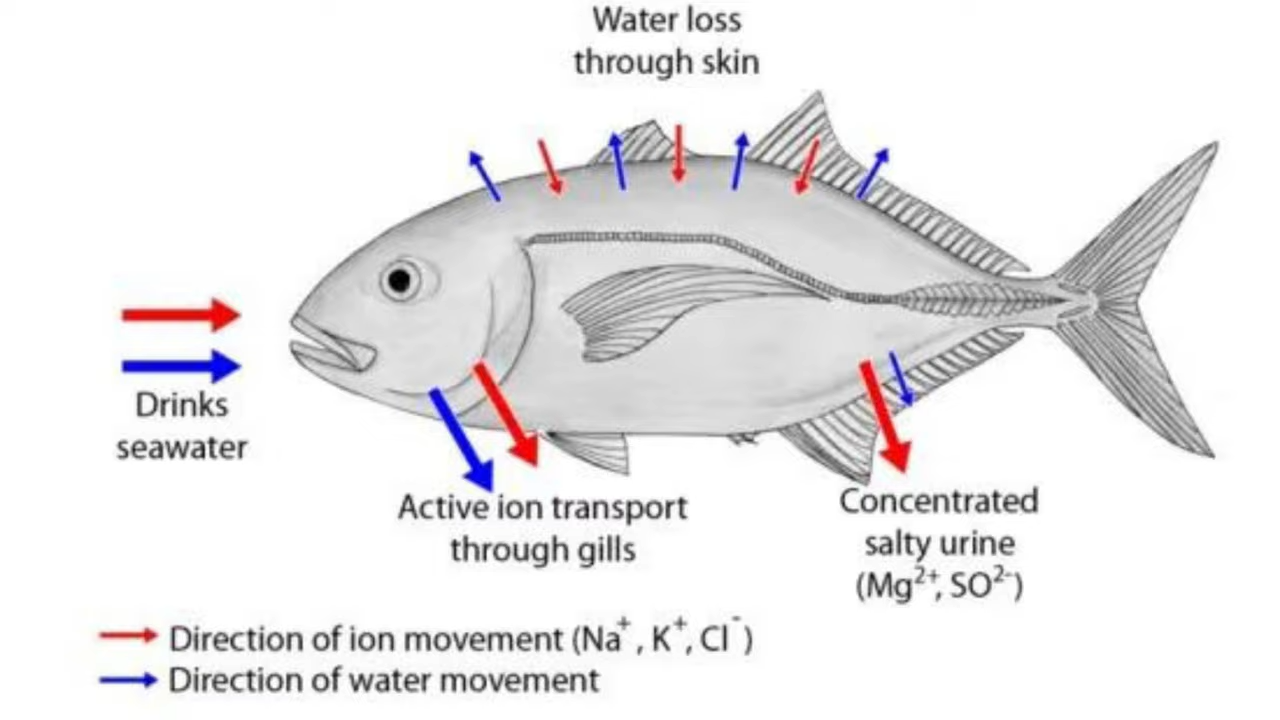 Water loss
through skin
Drinks
seawater
Active ion transport
through gills
Concentrated
salty urine
(Mg²⁺, SO²⁻)
Direction of ion movement (Na⁺, K⁺, Cl⁻)
Direction of water movement